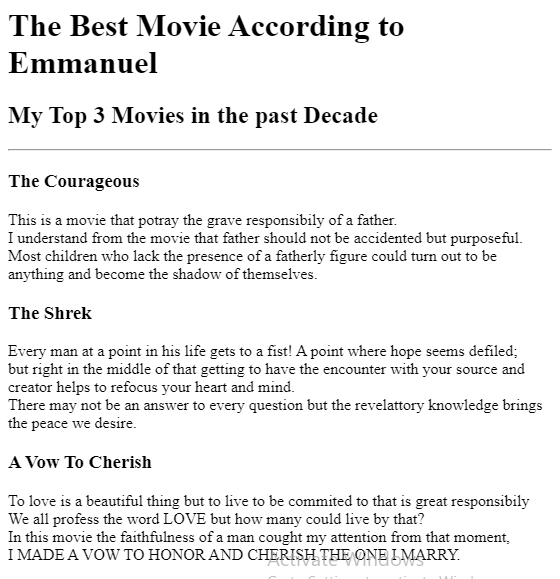 The Best Movie According to
Emmanuel
My Top 3 Movies in the past Decade
The Courageous
This is a movie that potray the grave responsibily of a father.
I understand from the movie that father should not be accidented but purposeful.
Most children who lack the presence of a fatherly figure could turn out to be
anything and become the shadow of themselves.
The Shrek
Every man at a point in his life gets to a fist! A point where hope seems defiled;
but right in the middle of that getting to have the encounter with your source and
creator helps to refocus your heart and mind.
There may not be an answer to every question but the revelattory knowledge brings
the peace we desire.
A Vow To Cherish
To love is a beautiful thing but to live to be commited to that is great responsibily
We all profess the word LOVE but how many could live by that?
In this movie the faithfulness of a man cought my attention from that moment,
I MADE A VOW TO HONOR AND CHERISH THE ONE I MARRY.
Activate Windows